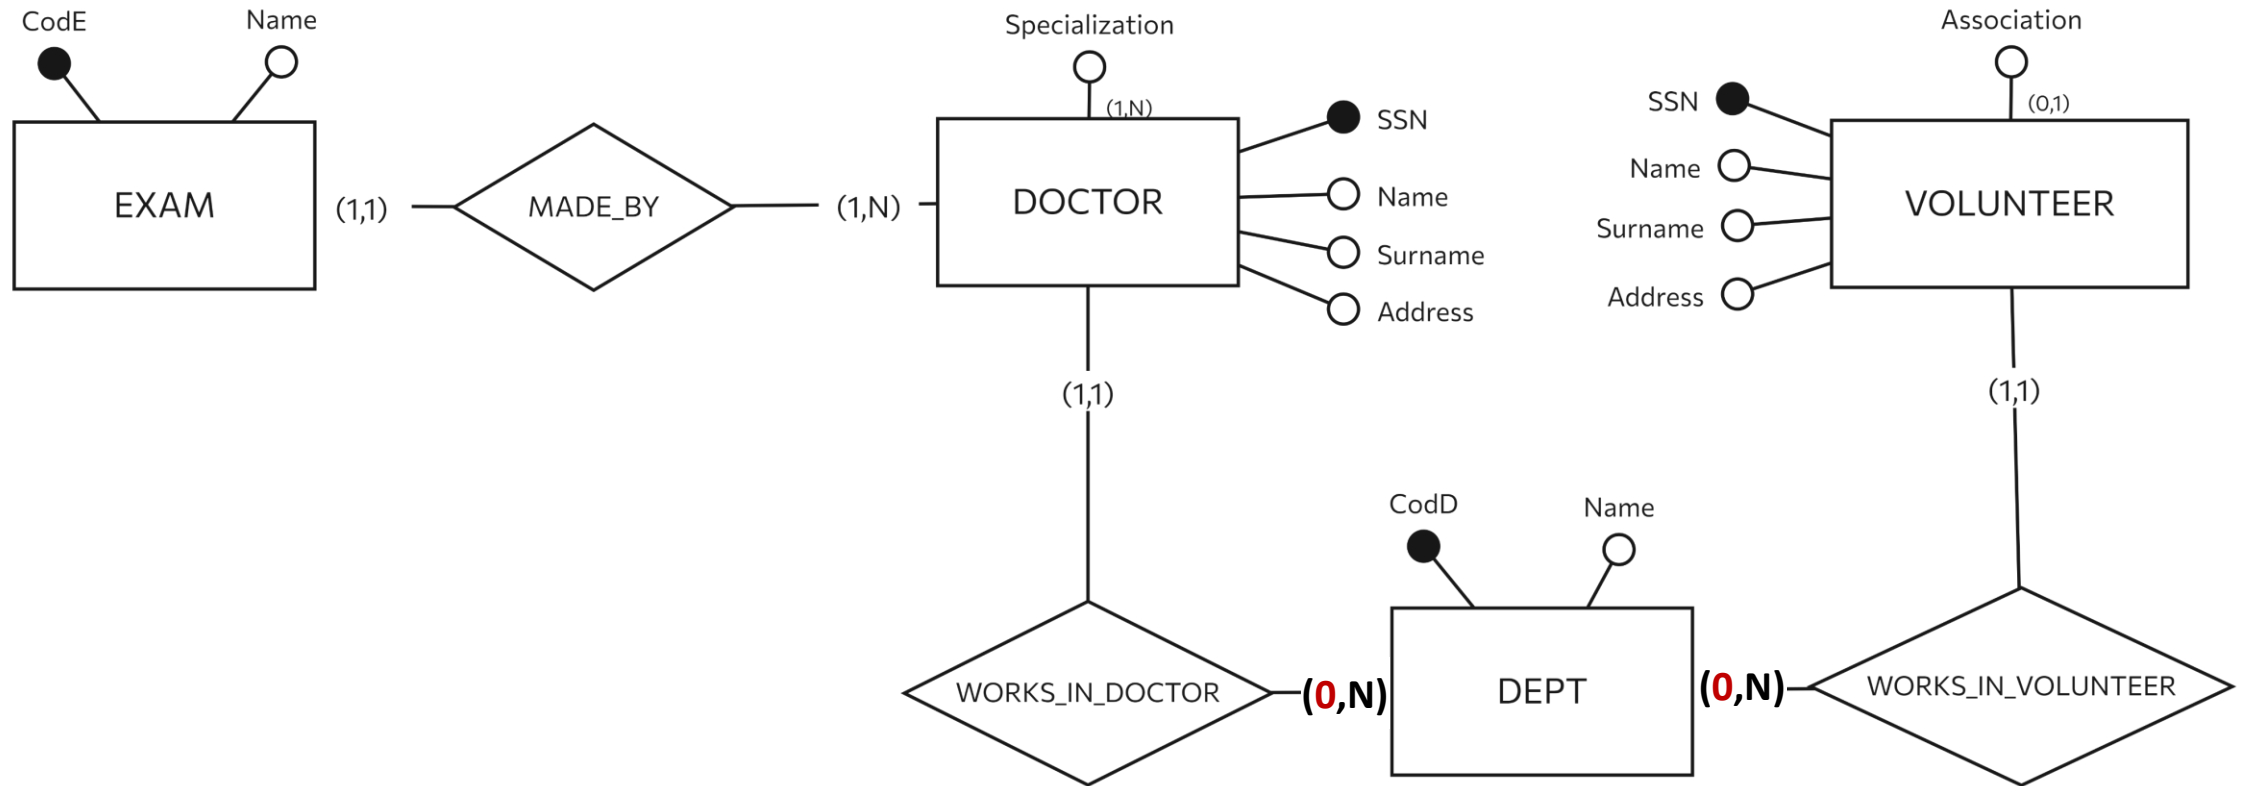 CodE
Name
EXAM
(1,1)
MADE_BY
(1,N)
Specialization
(1,N)
DOCTOR
SSN
Name
Surname
Address
Association
(0,1)
SSN
Name
Surname
Address
VOLUNTEER
(1,1)
(1,1)
CodD
Name
WORKS_IN_DOCTOR
(0,N)
DEPT
(0,N)
WORKS_IN_VOLUNTEER